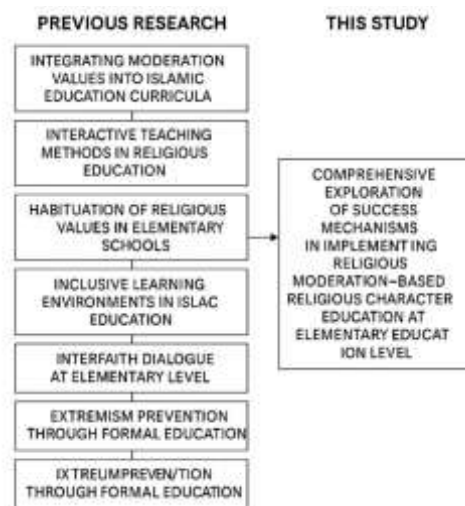 PREVIOUS RESEARCH
INTEGRATING MODERATION
VALUES INTO ISLAMIC
EDUCATION CURRICULA
INTERACTIVE TEACHING
METHODS IN RELIGIOUS
EDUCATION
HABITUATION OF RELIGIOUS
VALUES IN ELEMENTARY
SCHOOLS
INCLUSIVE LEARNING
ENVIRONMENTS IN ISLAC
EDUCATION
INTERFAITH DIALOGUE
AT ELEMENTARY LEVEL
EXTREMISM PREVENTION
THROUGH FORMAL EDUCATION
IXTREUMPREVEN/TION
THROUGH FORMAL EDUCATION
THIS STUDY
COMPREHENSIVE
EXPLORATION
OF SUCCESS
MECHANISMS
IN IMPLEMENTING
RELIGIOUS
MODERATION-BASED
RELIGIOUS CHARACTER
EDUCATION AT
ELEMENTARY EDUCAT
ION LEVEL